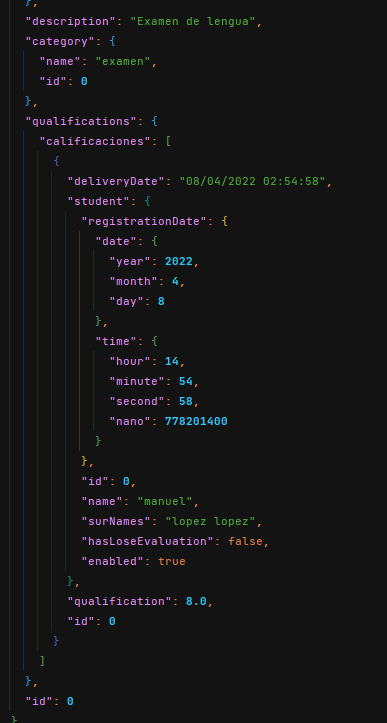 },
"description": "Examen de lengua",
"category": {
"name": "examen",
"id": 0
},
"qualifications": {
"calificaciones": [
{
"deliveryDate": "08/04/2022 02:54:58",
"student": {
"registrationDate": {
"date": {
"year": 2022,
"month": 4,
"day": 8
},
"time": {
"hour": 14,
"minute": 54,
"second": 58,
"nano": 778201400
}
},
"id": 0,
"name": "manuel",
"surNames": "lopez lopez",
"hasLoseEvaluation": false,
"enabled": true
},
"qualification": 8.0,
"id": 0
}
]
},
"id": 0
}